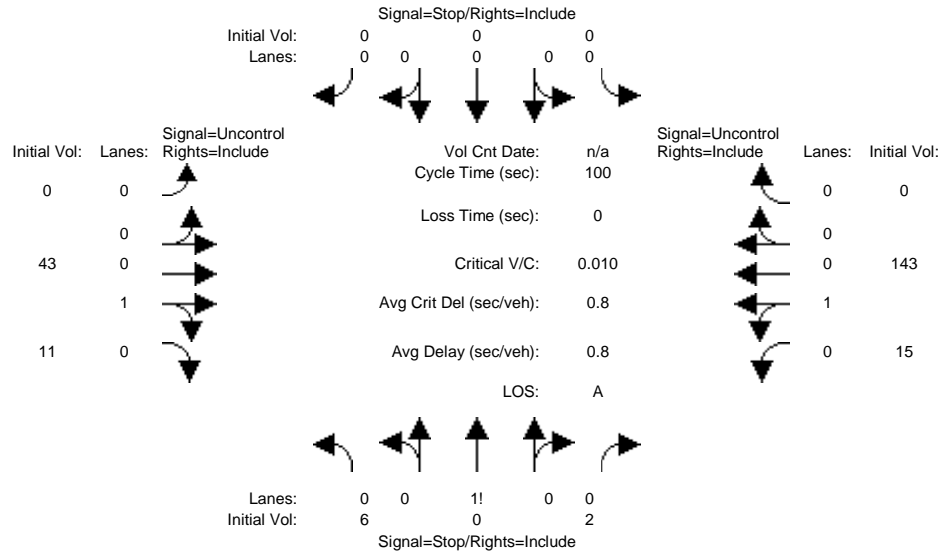 Signal=Stop/Rights=Include
Initial Vol: 0 0 0
Lanes: 0 0 0 0 0
Signal=Uncontrol
Initial Vol: Lanes: Rights=Include
Vol Cnt Date: n/a
Signal=Uncontrol
Rights=Include Lanes: Initial Vol:
Cycle Time (sec): 100
0 0
0 0
Loss Time (sec): 0
0
0
43 0
Critical V/C: 0.010
0 143
1
Avg Crit Del (sec/veh): 0.8
1
11 0
Avg Delay (sec/veh): 0.8
0 15
LOS: A
Lanes: 0 0 1! 0 0
Initial Vol: 6 0 2
Signal=Stop/Rights=Include